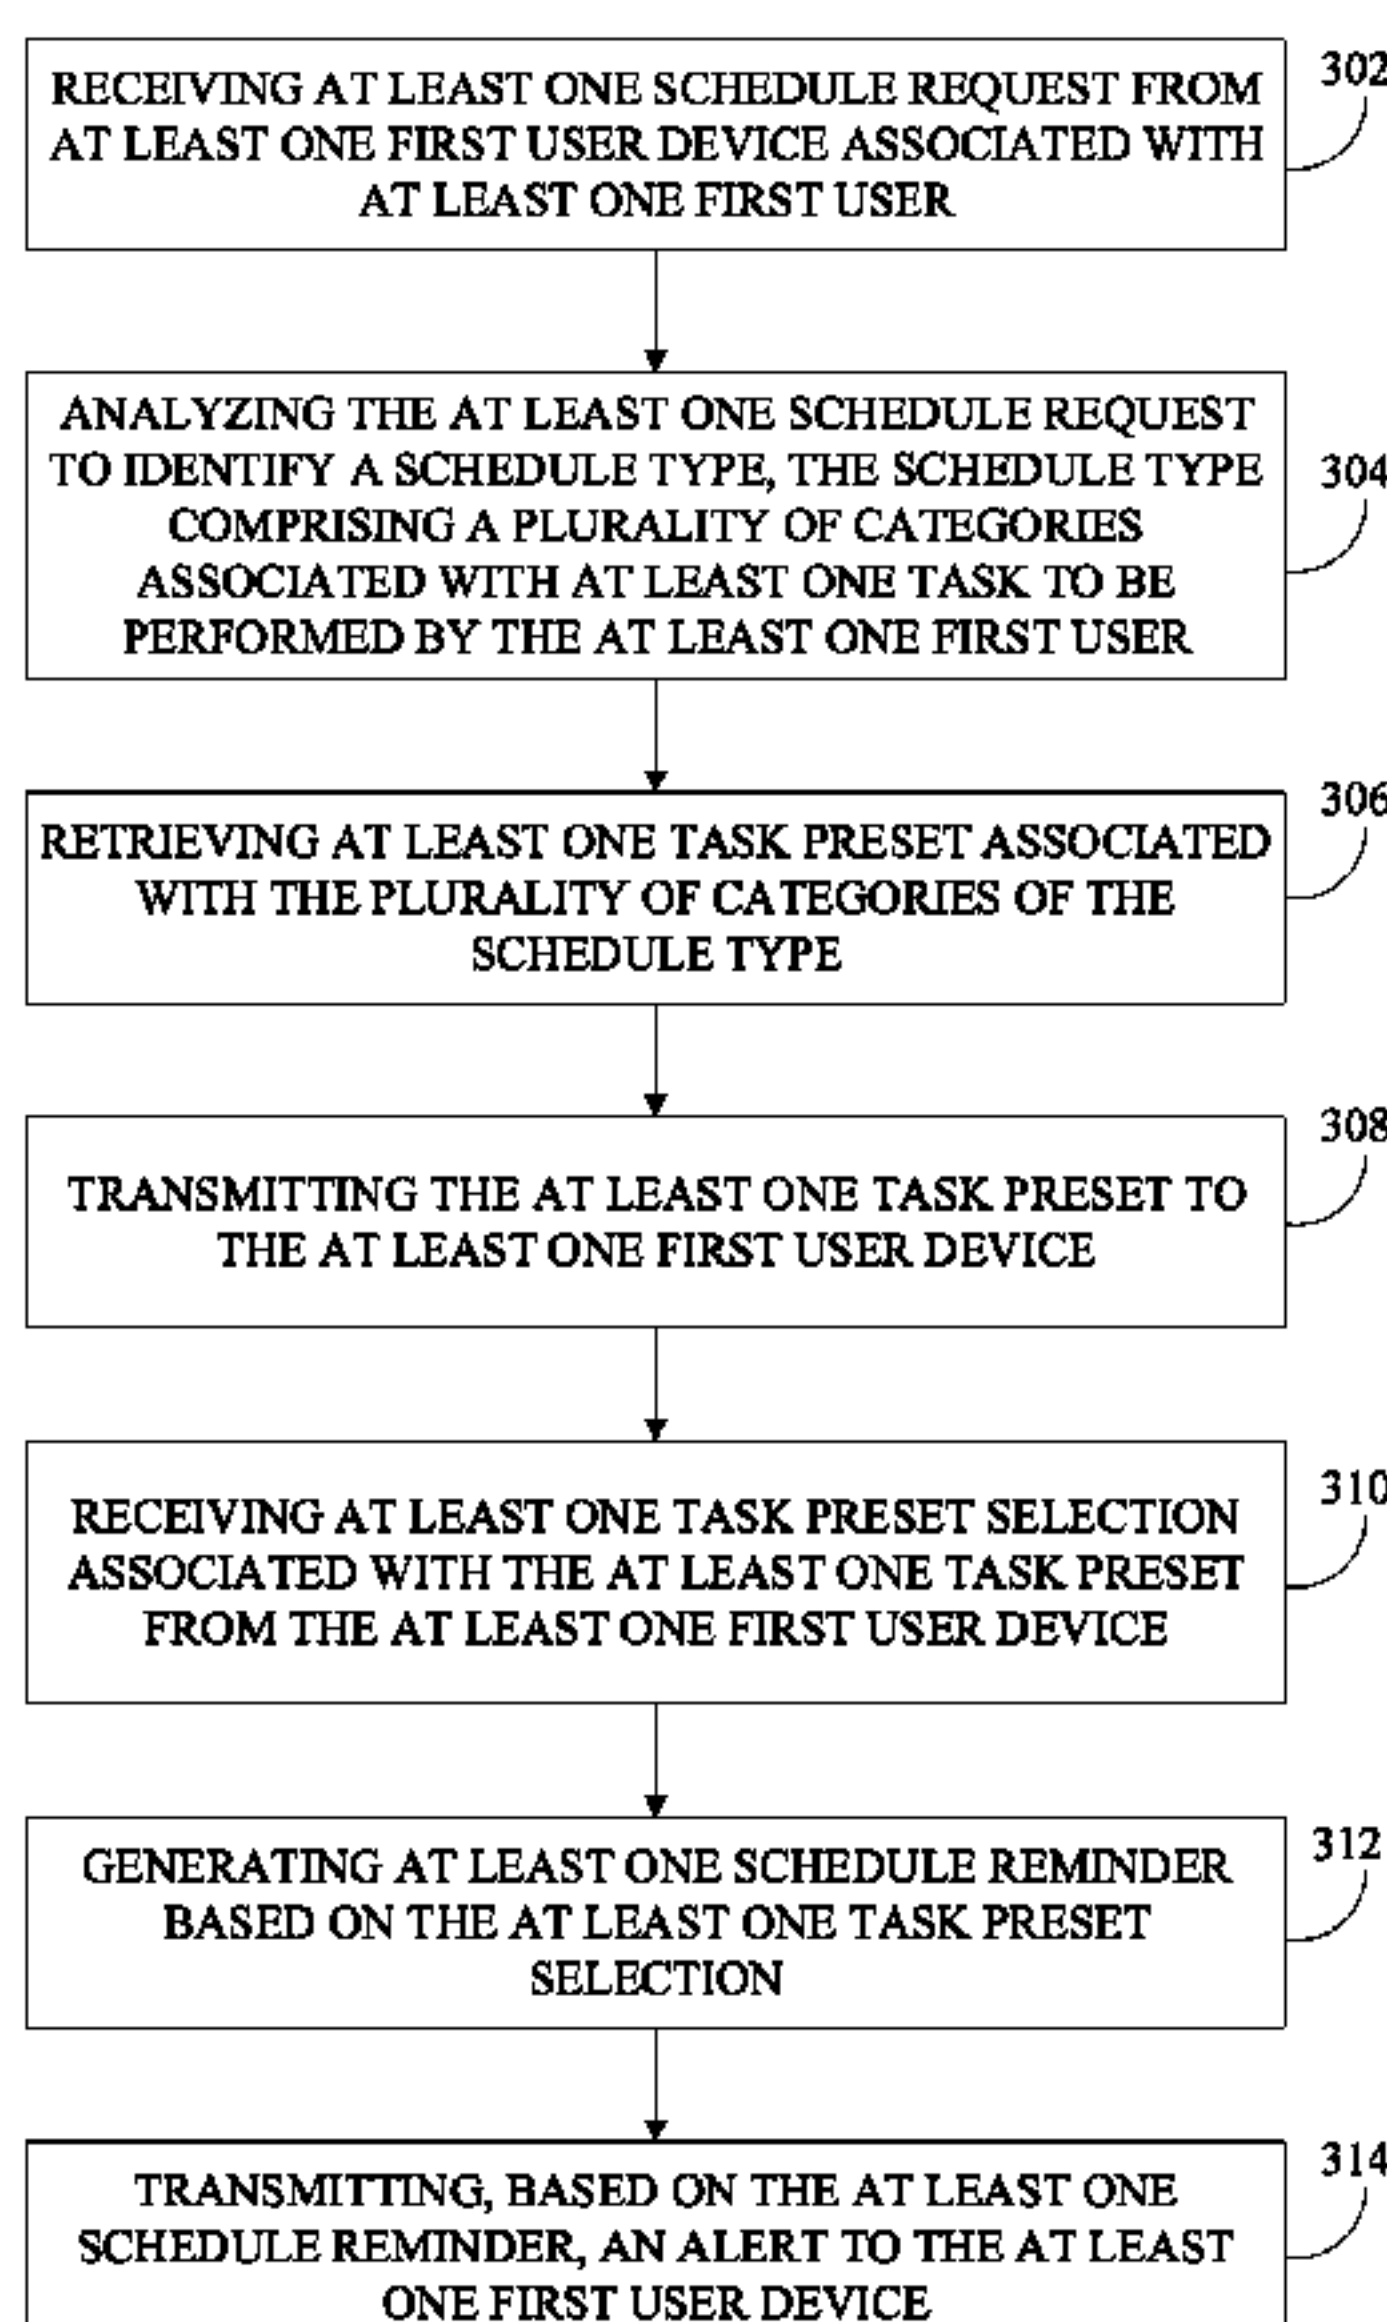 302
RECEIVING AT LEAST ONE SCHEDULE REQUEST FROM
AT LEAST ONE FIRST USER DEVICE ASSOCIATED WITH
AT LEAST ONE FIRST USER
304
ANALYZING THE AT LEAST ONE SCHEDULE REQUEST
TO IDENTIFY A SCHEDULE TYPE, THE SCHEDULE TYPE
COMPRISING A PLURALITY OF CATEGORIES
ASSOCIATED WITH AT LEAST ONE TASK TO BE
PERFORMED BY THE AT LEAST ONE FIRST USER
306
RETRIEVING AT LEAST ONE TASK PRESET ASSOCIATED
WITH THE PLURALITY OF CATEGORIES OF THE
SCHEDULE TYPE
308
TRANSMITTING THE AT LEAST ONE TASK PRESET TO
THE AT LEAST ONE FIRST USER DEVICE
310
RECEIVING AT LEAST ONE TASK PRESET SELECTION
ASSOCIATED WITH THE AT LEAST ONE TASK PRESET
FROM THE AT LEAST ONE FIRST USER DEVICE
312
GENERATING AT LEAST ONE SCHEDULE REMINDER
BASED ON THE AT LEAST ONE TASK PRESET
SELECTION
314
TRANSMITTING, BASED ON THE AT LEAST ONE
SCHEDULE REMINDER, AN ALERT TO THE AT LEAST
ONE FIRST USER DEVICE